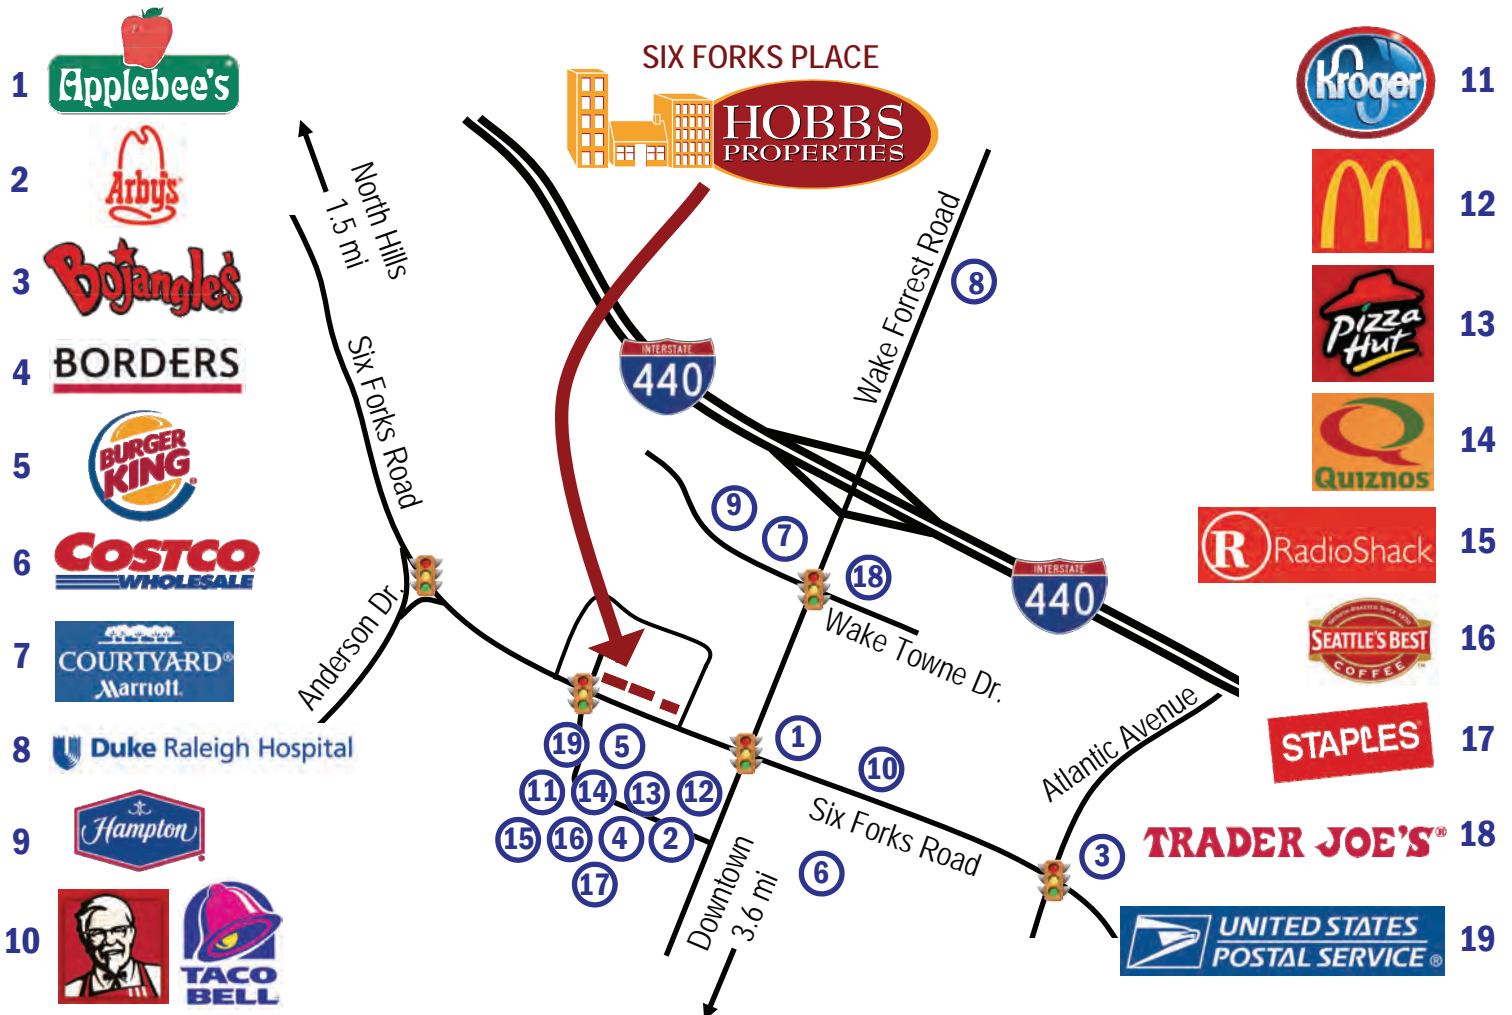 SIX FORKS PLACE
HOBBS
PROPERTIES
1
Applebee's
2
Arby's
3
Bojangles'
4
BORDERS
5
BURGER
KING
6
COSTCO
WHOLESALE
7
COURTYARD®
Marriott.
8
Duke Raleigh Hospital
9
Hampton
10
TACO
BELL
North Hills
1.5 mi
Six Forks Road
Anderson Dr.
INTERSTATE
440
Wake Forrest Road
8
9
7
18
Wake Towne Dr.
INTERSTATE
440
Atlantic Avenue
19
5
1
10
11
14
13
12
15
16
4
2
17
Six Forks Road
6
3
Downtown
3.6 mi
Kroger
11
12
Pizza
Hut
13
QUIZNOS
14
R RadioShack
15
SEATTLE'S BEST
COFFEE
16
STAPLES
17
TRADER JOE'S®
18
UNITED STATES
POSTAL SERVICE®
19